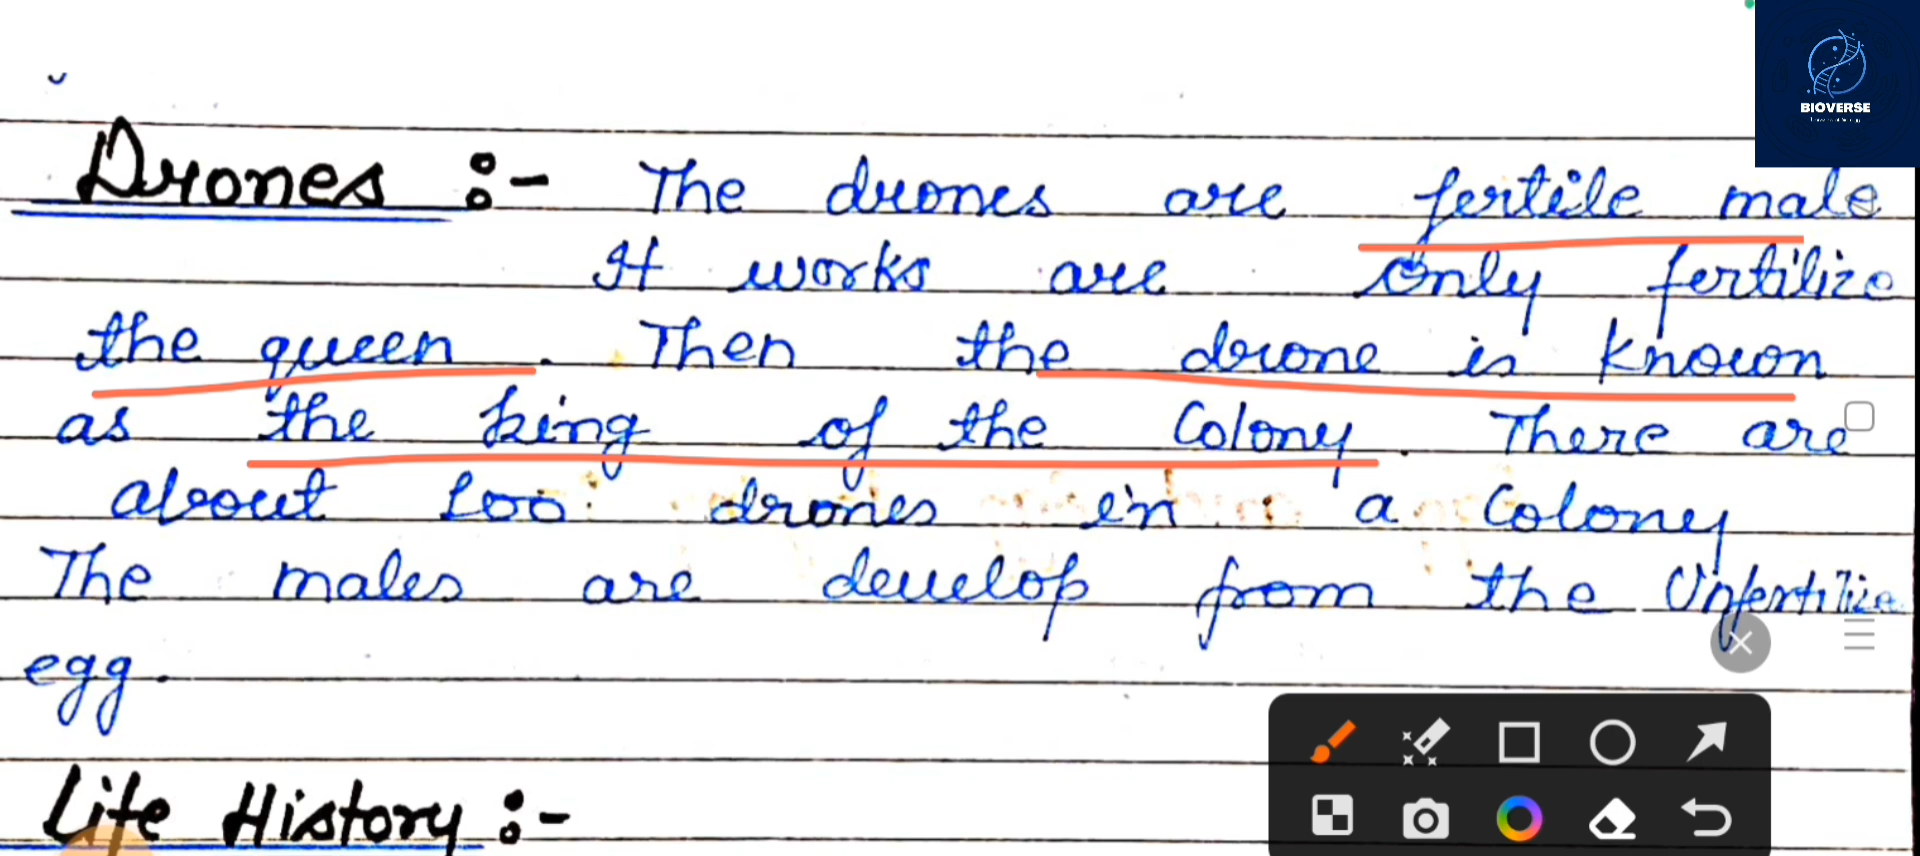 BIOVERSE
Drones :- The drones are fertile male
It works are only fertilize
the queen. Then the drone is known
as the king of the Colony. There are
about 200 drones in a Colony
The males are develop from the Unfertilize
egg.
Life History :-